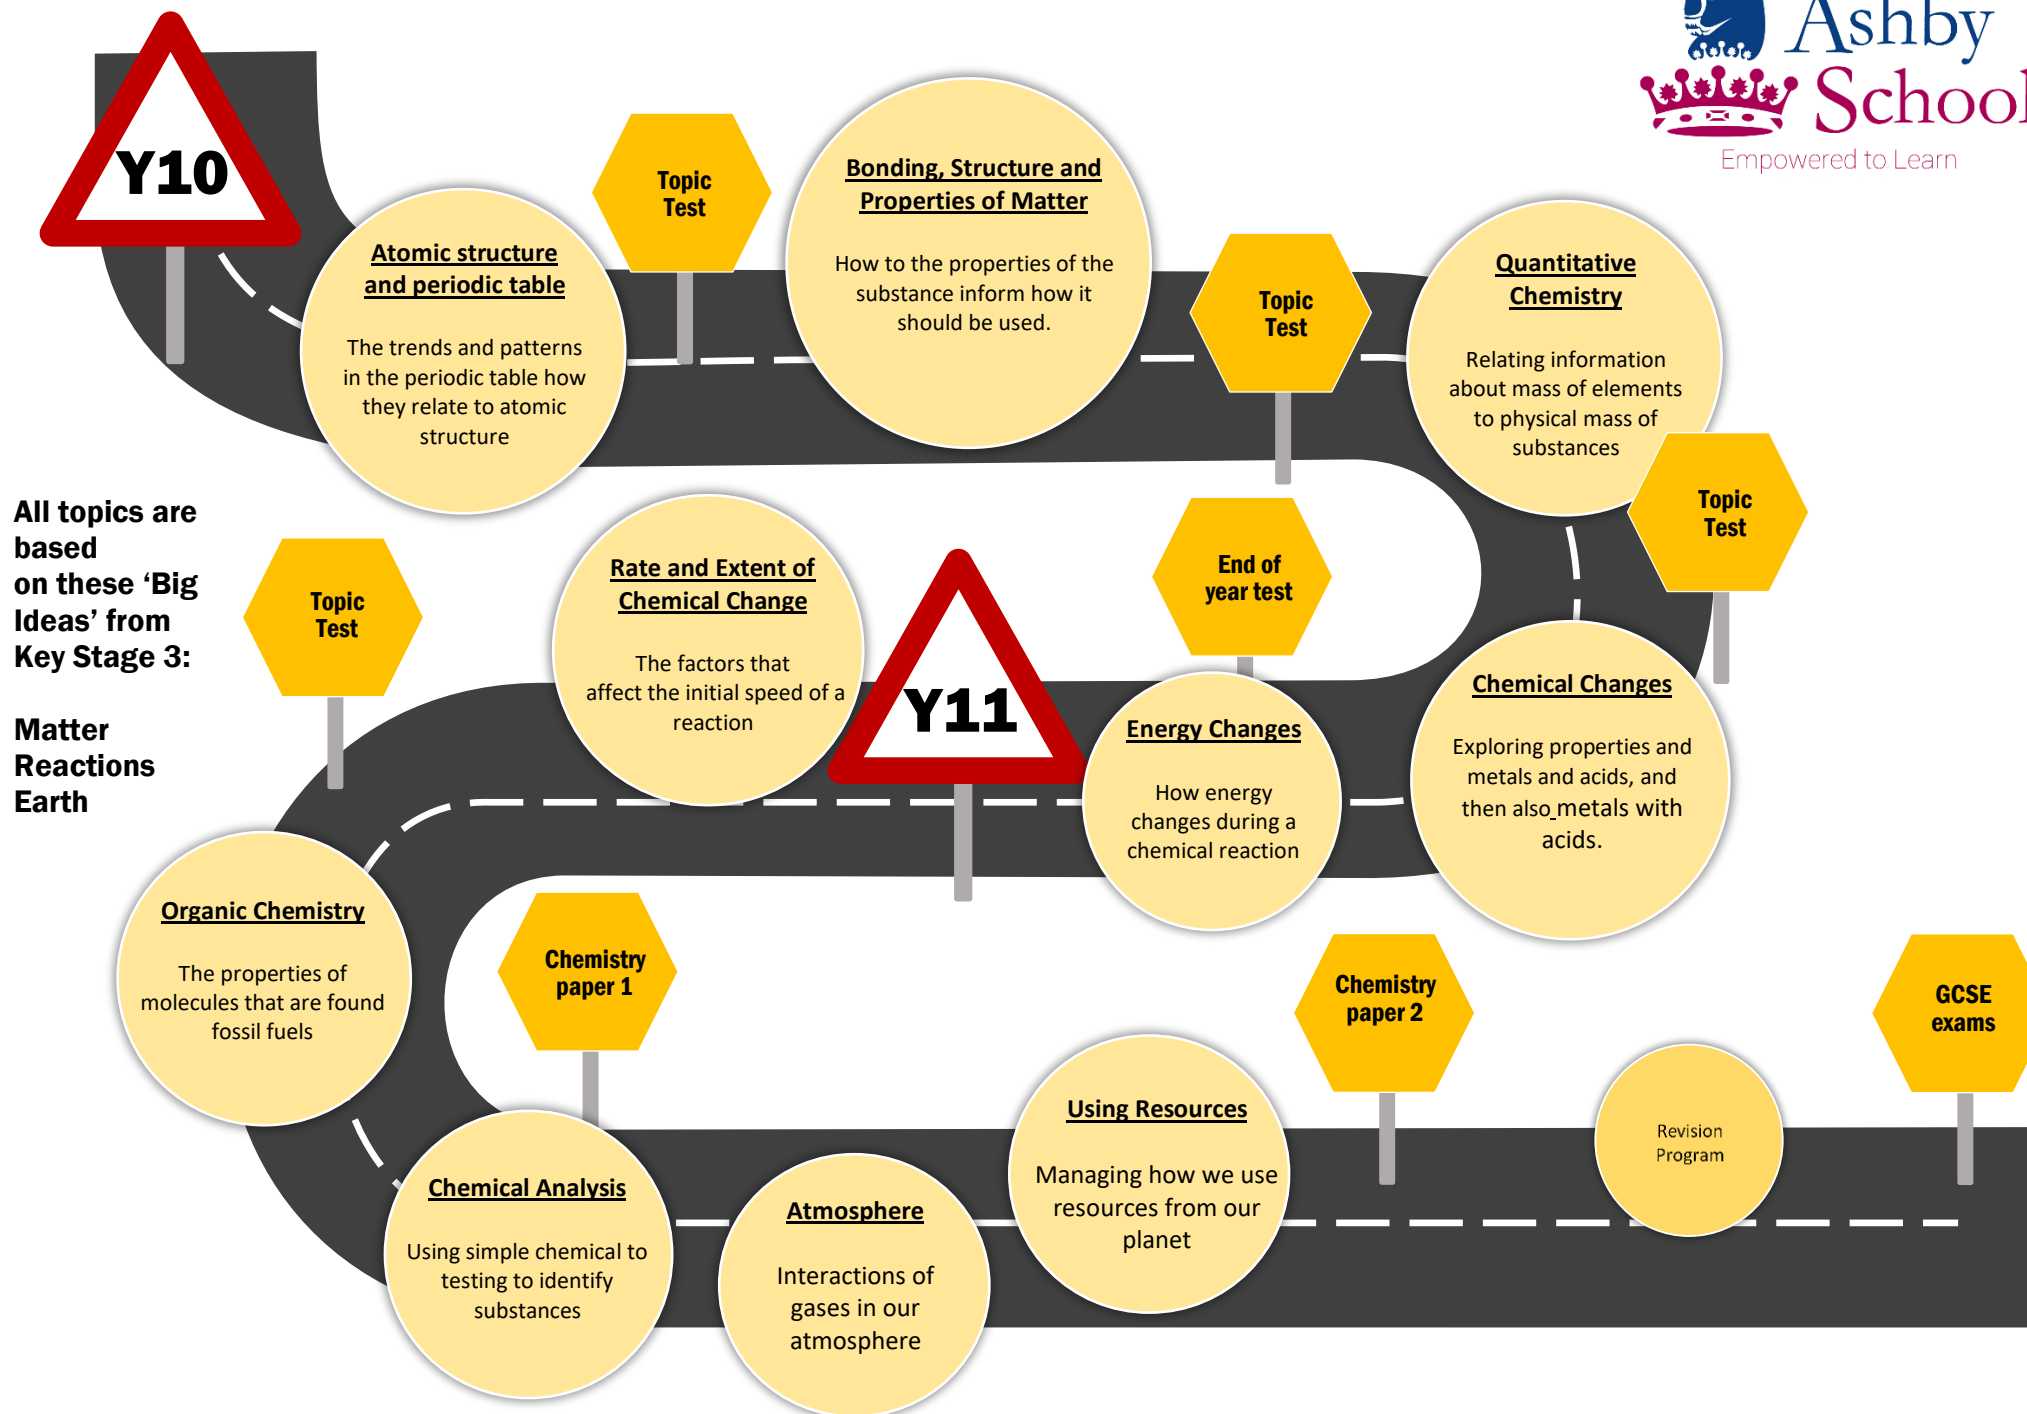 Ashby
School
Empowered to Learn
Y10
Atomic structure
and periodic table
The trends and patterns
in the periodic table how
they relate to atomic
structure
Topic
Test
Bonding, Structure and
Properties of Matter
How to the properties of the
substance inform how it
should be used.
Topic
Test
Quantitative
Chemistry
Relating information
about mass of elements
to physical mass of
substances
Topic
Test
Chemical Changes
Exploring properties and
metals and acids, and
then also metals with
acids.
End of
year test
Energy Changes
How energy
changes during a
chemical reaction
Y11
Rate and Extent of
Chemical Change
The factors that
affect the initial speed of a
reaction
Topic
Test
All topics are
based
on these ‘Big
Ideas’ from
Key Stage 3:
Matter
Reactions
Earth
Organic Chemistry
The properties of
molecules that are found
fossil fuels
Chemistry
paper 1
Chemical Analysis
Using simple chemical to
testing to identify
substances
Atmosphere
Interactions of
gases in our
atmosphere
Using Resources
Managing how we use
resources from our
planet
Chemistry
paper 2
Revision
Program
GCSE
exams